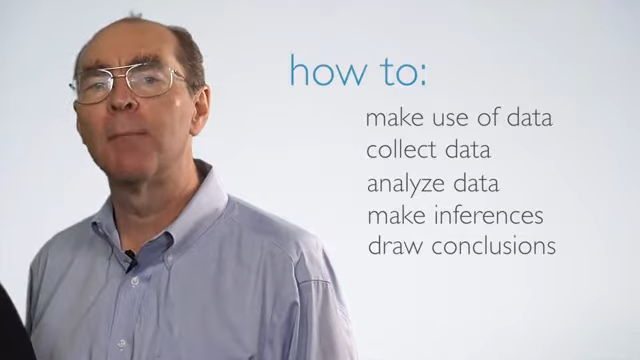 how to:
make use of data
collect data
analyze data
make inferences
draw conclusions